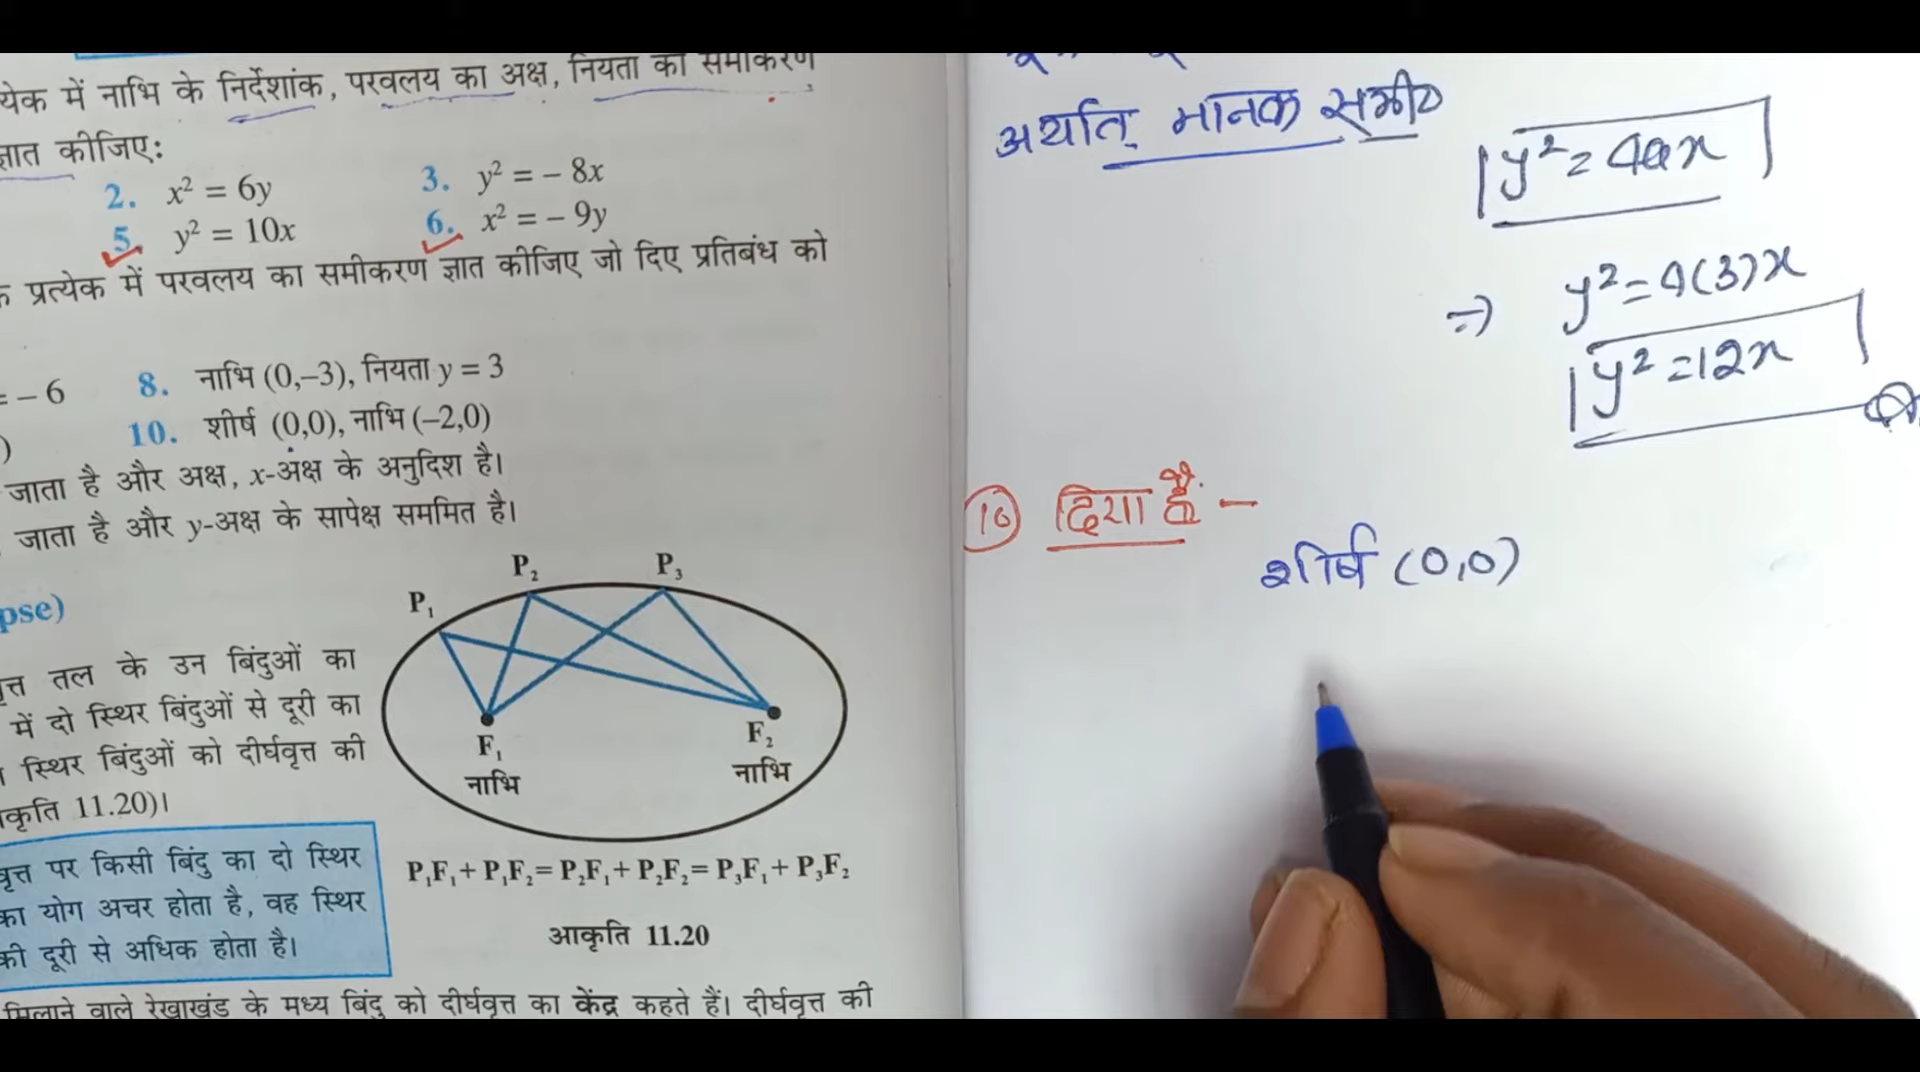 येक में नाभि के निर्देशांक, परवलय का अक्ष, नियता का समीकरण
ज्ञात कीजिए:
2. x² = 6y 3. y² = – 8x
5. y² = 10x 6. x² = – 9y
प्रत्येक में परवलय का समीकरण ज्ञात कीजिए जो दिए प्रतिबंध को
= – 6 8. नाभि (0,–3), नियता y = 3
) 10. शीर्ष (0,0), नाभि (–2,0)
जाता है और अक्ष, x-अक्ष के अनुदिश है।
जाता है और y-अक्ष के सापेक्ष सममित है।
pse)
त्त तल के उन बिंदुओं का
में दो स्थिर बिंदुओं से दूरी का
स्थिर बिंदुओं को दीर्घवृत्त की
कृति 11.20)।
P₁ P₂ P₃
F₁ F₂
नाभि नाभि
वृत्त पर किसी बिंदु का दो स्थिर
का योग अचर होता है, वह स्थिर
की दूरी से अधिक होता है।
P₁F₁ + P₁F₂ = P₂F₁ + P₂F₂ = P₃F₁ + P₃F₂
आकृति 11.20
मिलाने वाले रेखाखंड के मध्य बिंदु को दीर्घवृत्त का केंद्र कहते हैं। दीर्घवृत्त की
अर्थात् मानक समी०
y² = 4ax
⇒ y² = 4(3)x
y² = 12x
10 दिया है –
शीर्ष (0,0)